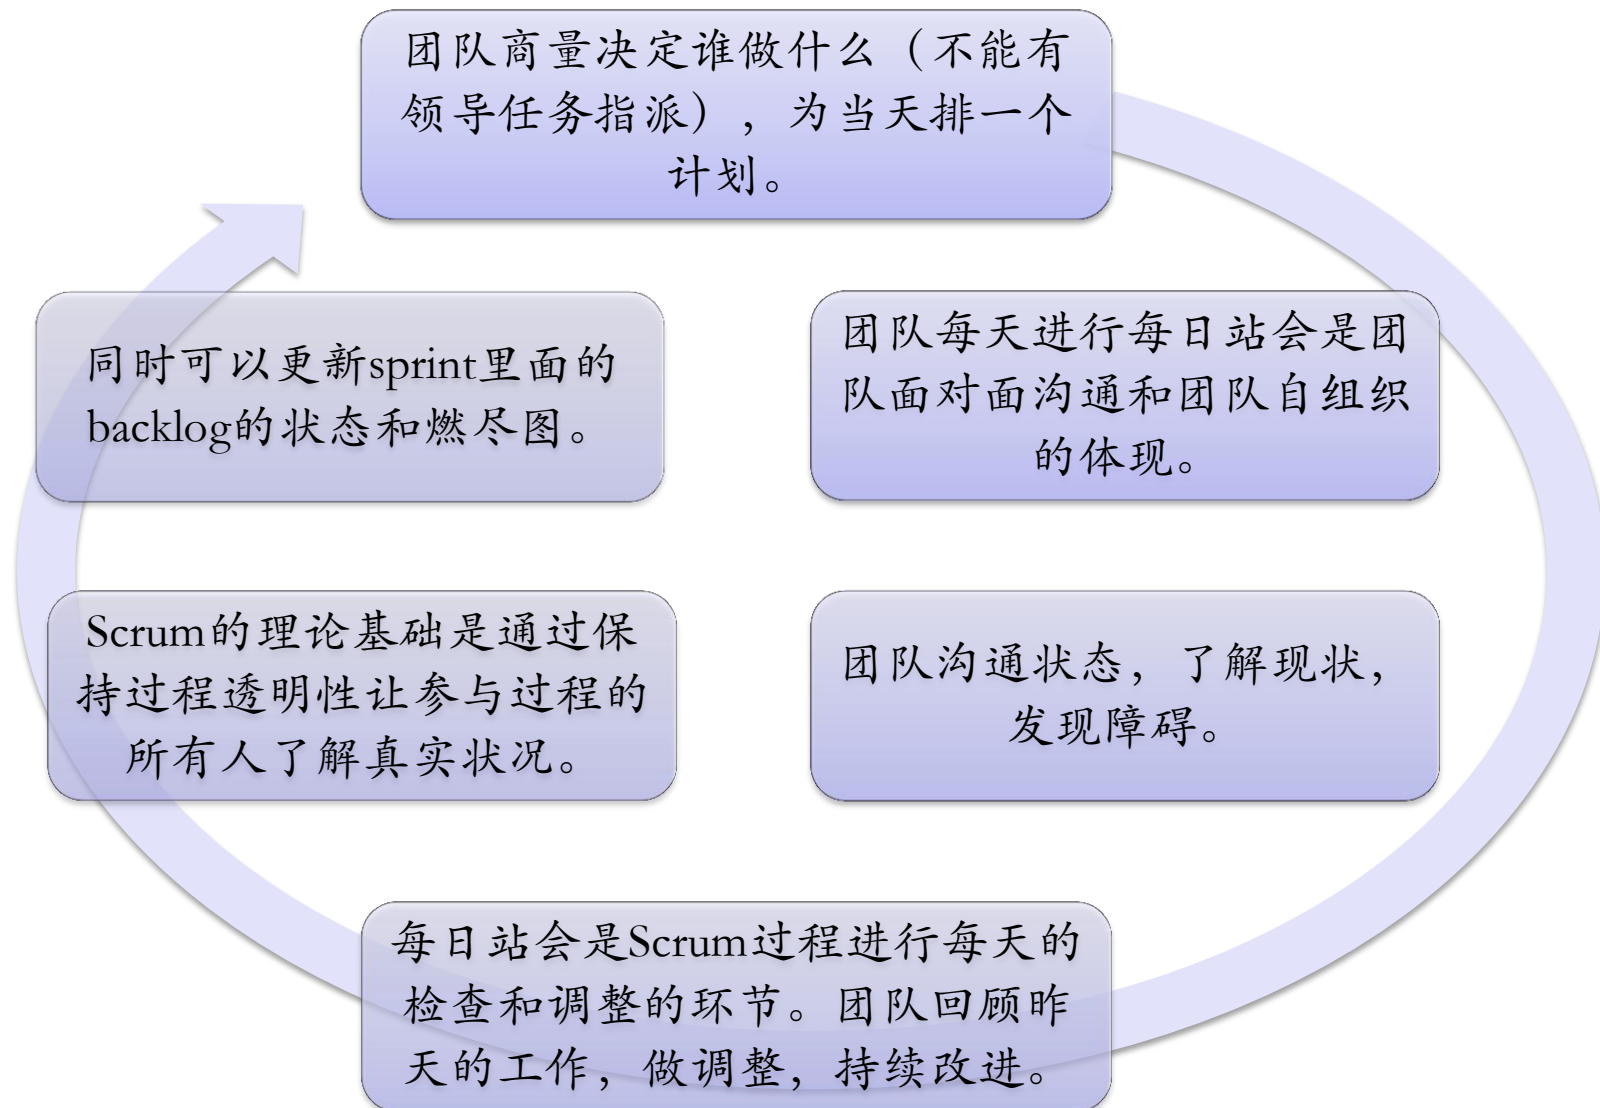 团队商量决定谁做什么（不能有
领导任务指派），为当天排一个
计划。
团队每天进行每日站会是团
队面对面沟通和团队自组织
的体现。
团队沟通状态，了解现状，
发现障碍。
每日站会是Scrum过程进行每天的
检查和调整的环节。团队回顾昨
天的工作，做调整，持续改进。
Scrum的理论基础是通过保
持过程透明性让参与过程的
所有人了解真实状况。
同时可以更新sprint里面的
backlog的状态和燃尽图。